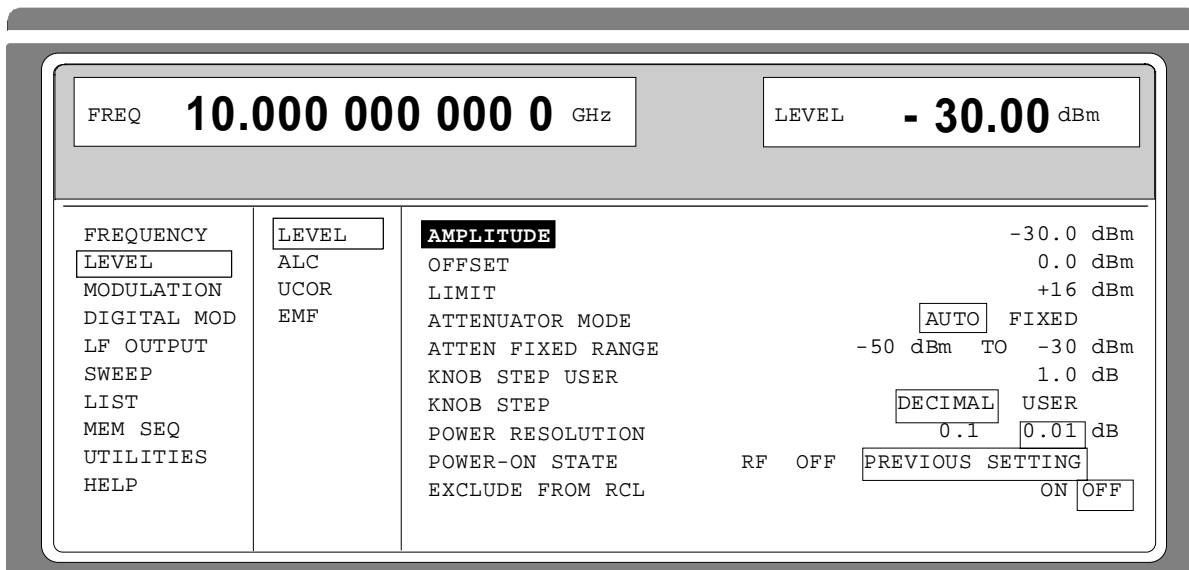 FREQ 10.000 000 000 0 GHz LEVEL - 30.00 dBm
FREQUENCY LEVEL AMPLITUDE -30.0 dBm
LEVEL ALC OFFSET 0.0 dBm
MODULATION UCOR LIMIT +16 dBm
DIGITAL MOD EMF ATTENUATOR MODE AUTO FIXED
LF OUTPUT ATTEN FIXED RANGE -50 dBm TO -30 dBm
SWEEP KNOB STEP USER 1.0 dB
LIST KNOB STEP DECIMAL USER
MEM SEQ POWER RESOLUTION 0.1 0.01 dB
UTILITIES POWER-ON STATE RF OFF PREVIOUS SETTING
HELP EXCLUDE FROM RCL ON OFF